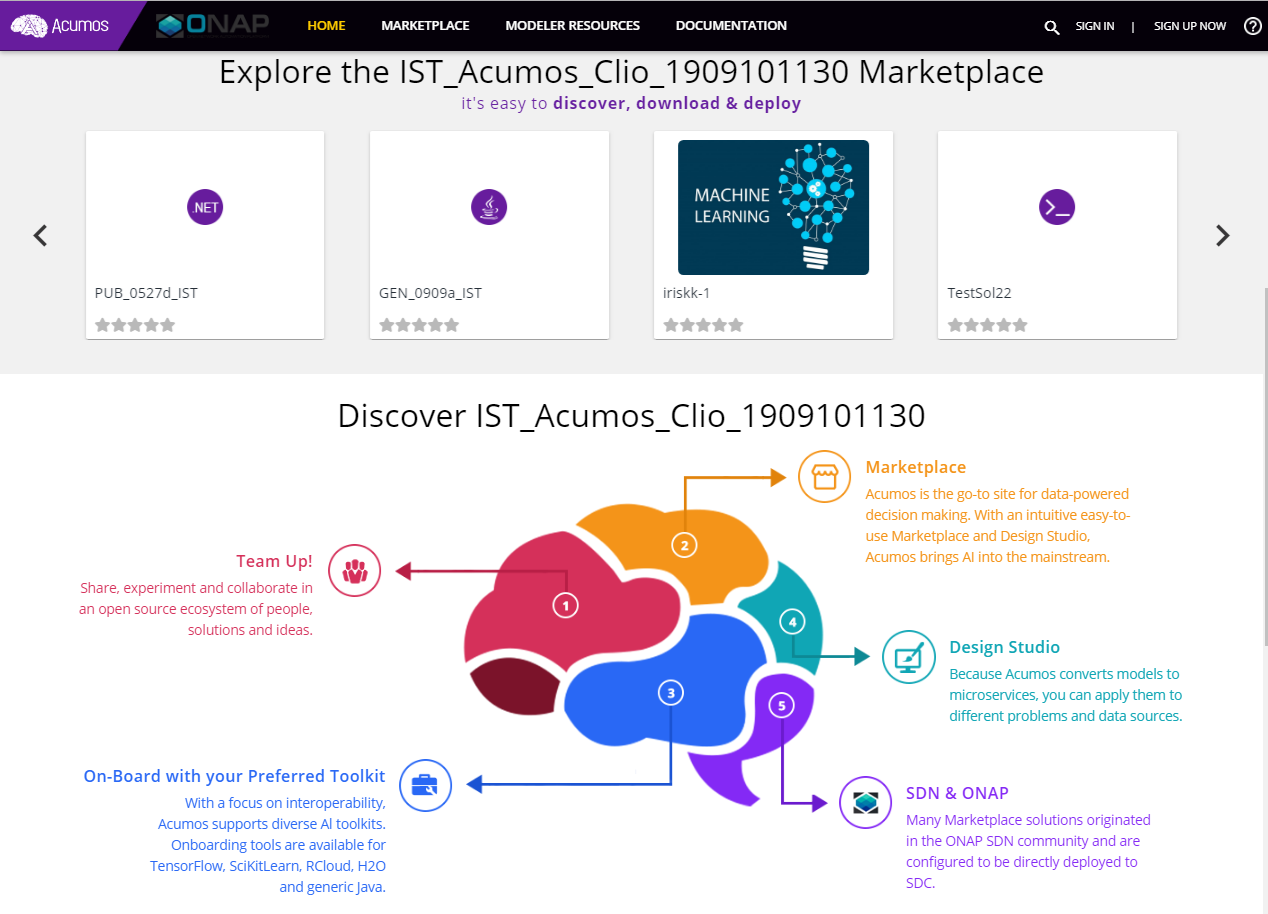 Acumos ONAP HOME MARKETPLACE MODELER RESOURCES DOCUMENTATION SIGN IN | SIGN UP NOW ?
Explore the IST_Acumos_Clio_1909101130 Marketplace
it's easy to discover, download & deploy
.NET
MACHINE
LEARNING
PUB_0527d_IST
GEN_0909a_IST
iriskk-1
TestSol22
Discover IST_Acumos_Clio_1909101130
1
Team Up!
Share, experiment and collaborate in
an open source ecosystem of people,
solutions and ideas.
2
Marketplace
Acumos is the go-to site for data-powered
decision making. With an intuitive easy-to-
use Marketplace and Design Studio,
Acumos brings AI into the mainstream.
3
On-Board with your Preferred Toolkit
With a focus on interoperability,
Acumos supports diverse AI toolkits.
Onboarding tools are available for
TensorFlow, SciKitLearn, RCloud, H2O
and generic Java.
4
Design Studio
Because Acumos converts models to
microservices, you can apply them to
different problems and data sources.
5
SDN & ONAP
Many Marketplace solutions originated
in the ONAP SDN community and are
configured to be directly deployed to
SDC.